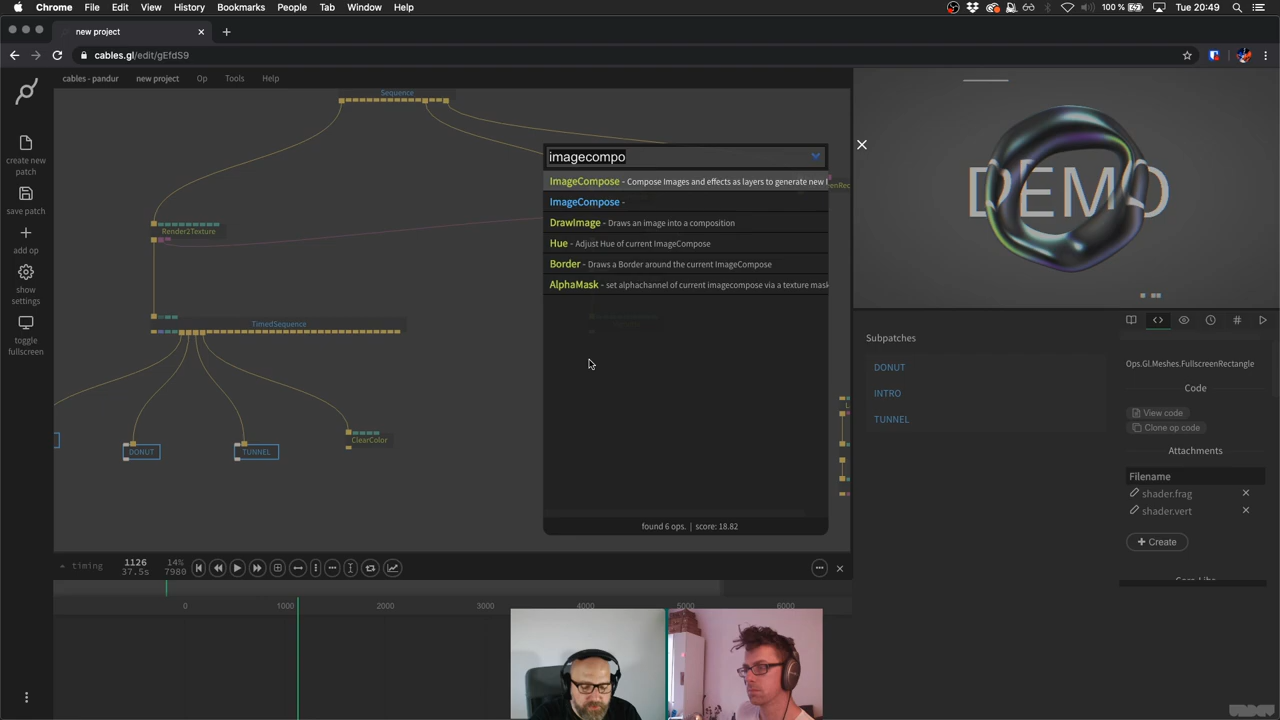 Chrome File Edit View History Bookmarks People Tab Window Help
100 % Tue 20:49
new project
cables.gl/edit/gEfdS9
cables - pandur new project Op Tools Help
create new
patch
save patch
add op
show
settings
toggle
fullscreen
Sequence
Render2Texture
TimedSequence
DONUT
TUNNEL
ClearColor
imagecompo
ImageCompose - Compose Images and effects as layers to generate new
ImageCompose -
DrawImage - Draws an image into a composition
Hue - Adjust Hue of current ImageCompose
Border - Draws a Border around the current ImageCompose
AlphaMask - set alphachannel of current imagecompose via a texture mask
found 6 ops. | score: 18.82
DEMO
Subpatches
DONUT
INTRO
TUNNEL
Ops.Gl.Meshes.FullscreenRectangle
Code
View code
Clone op code
Attachments
Filename
shader.frag
shader.vert
Create
timing
1126
37.5s
14%
7980
0 1000 2000 3000 4000 5000 6000